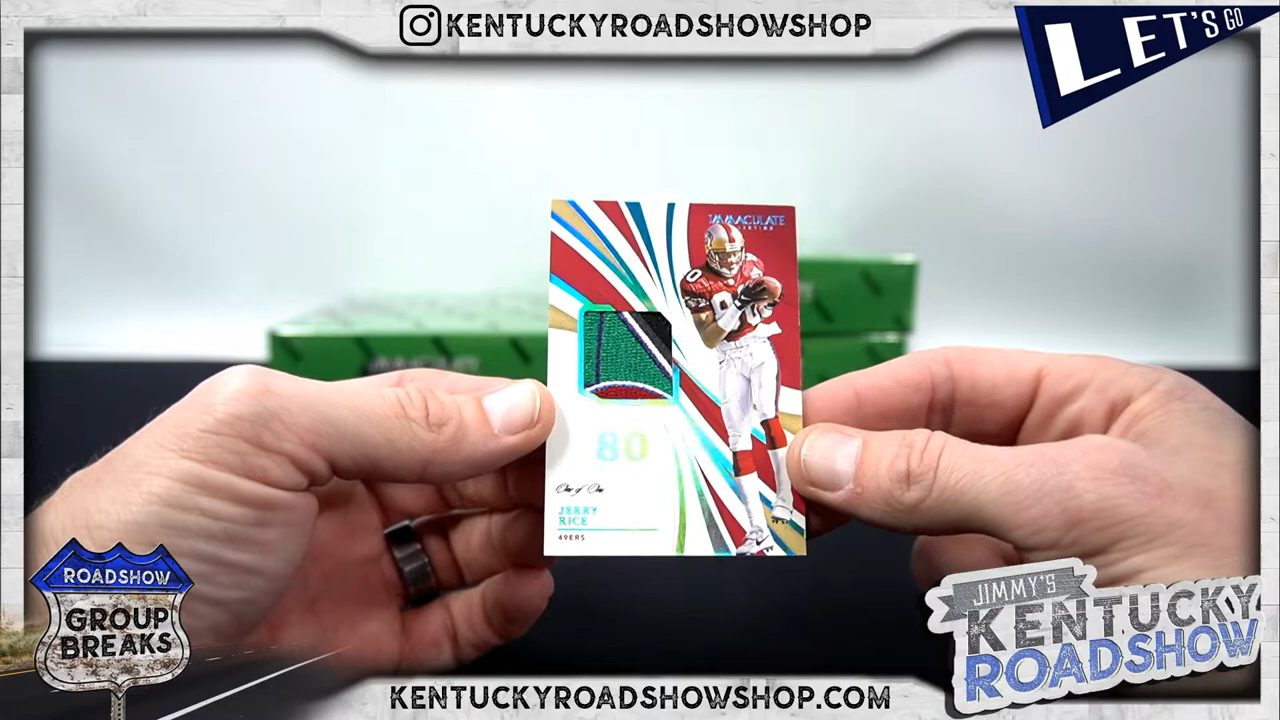 KENTUCKYROADSHOWSHOP
LET'S GO
IMMACULATE
COLLECTION
80
One of One
JERRY
RICE
49ERS
ROADSHOW
GROUP
BREAKS
JIMMY'S
KENTUCKY
ROADSHOW
KENTUCKYROADSHOWSHOP.COM